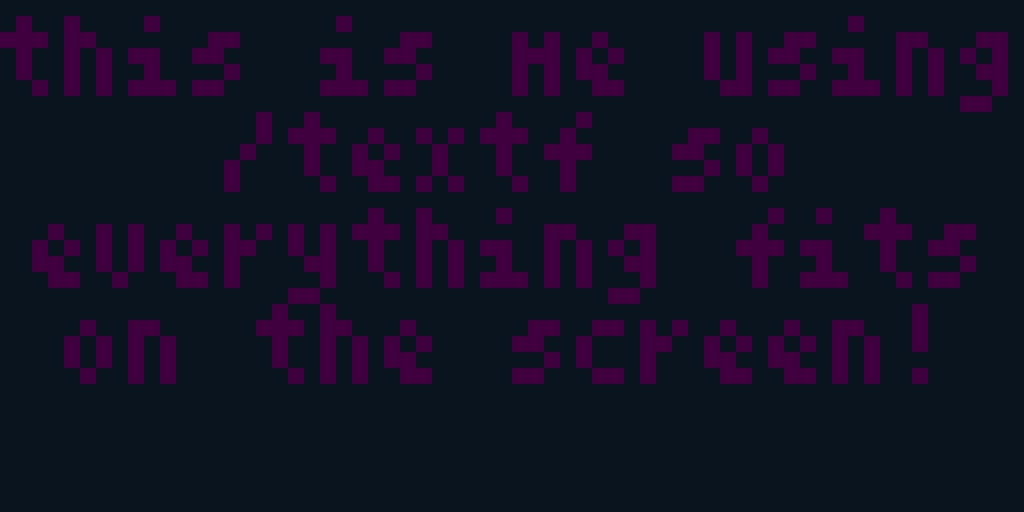 this is me using
/textf so
everything fits
on the screen!